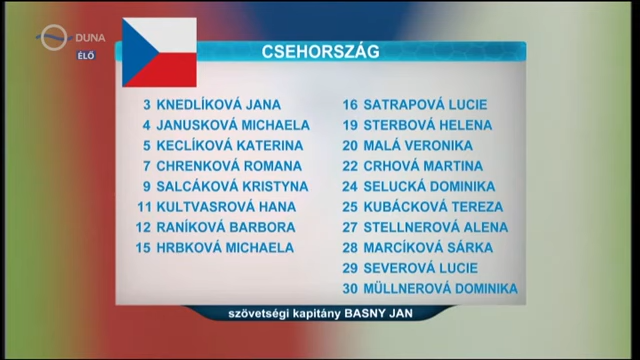 DUNA
ÉLŐ
CSEHORSZÁG
3 KNEDLÍKOVÁ JANA
4 JANUSKOVÁ MICHAELA
5 KECLÍKOVÁ KATERINA
7 CHRENKOVÁ ROMANA
9 SALCÁKOVÁ KRISTYNA
11 KULTVASROVÁ HANA
12 RANÍKOVÁ BARBORA
15 HRBKOVÁ MICHAELA
16 SATRAPOVÁ LUCIE
19 STERBOVÁ HELENA
20 MALÁ VERONIKA
22 CRHOVÁ MARTINA
24 SELUCKÁ DOMINIKA
25 KUBÁCKOVÁ TEREZA
27 STELLNEROVÁ ALENA
28 MARCÍKOVÁ SÁRKA
29 SEVEROVÁ LUCIE
30 MÜLLNEROVÁ DOMINIKA
szövetségi kapitány BASNY JAN